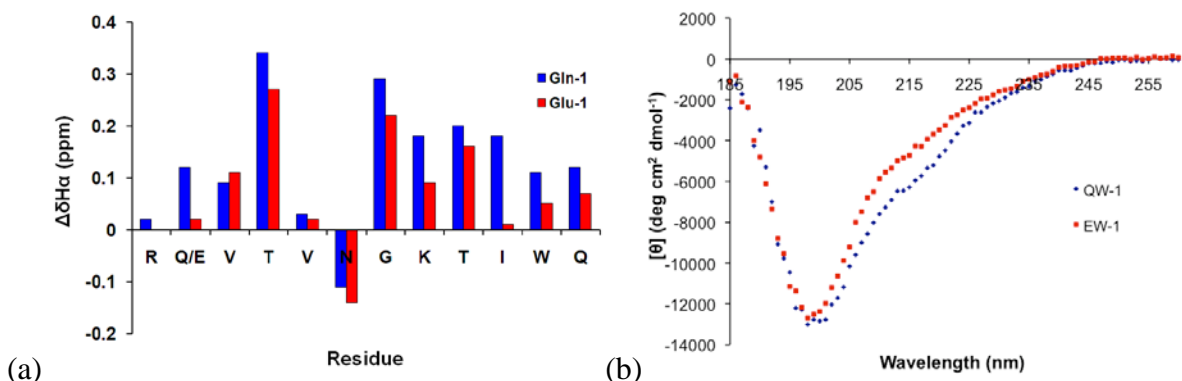 0.4
0.3
0.2
0.1
0
-0.1
-0.2
ΔδHα (ppm)
Gln-1
Glu-1
R Q/E V T V N G K T I W Q
Residue
(a)
2000
0
-2000
-4000
-6000
-8000
-10000
-12000
-14000
[θ] (deg cm² dmol⁻¹)
185 195 205 215 225 235 245 255
QW-1
EW-1
Wavelength (nm)
(b)